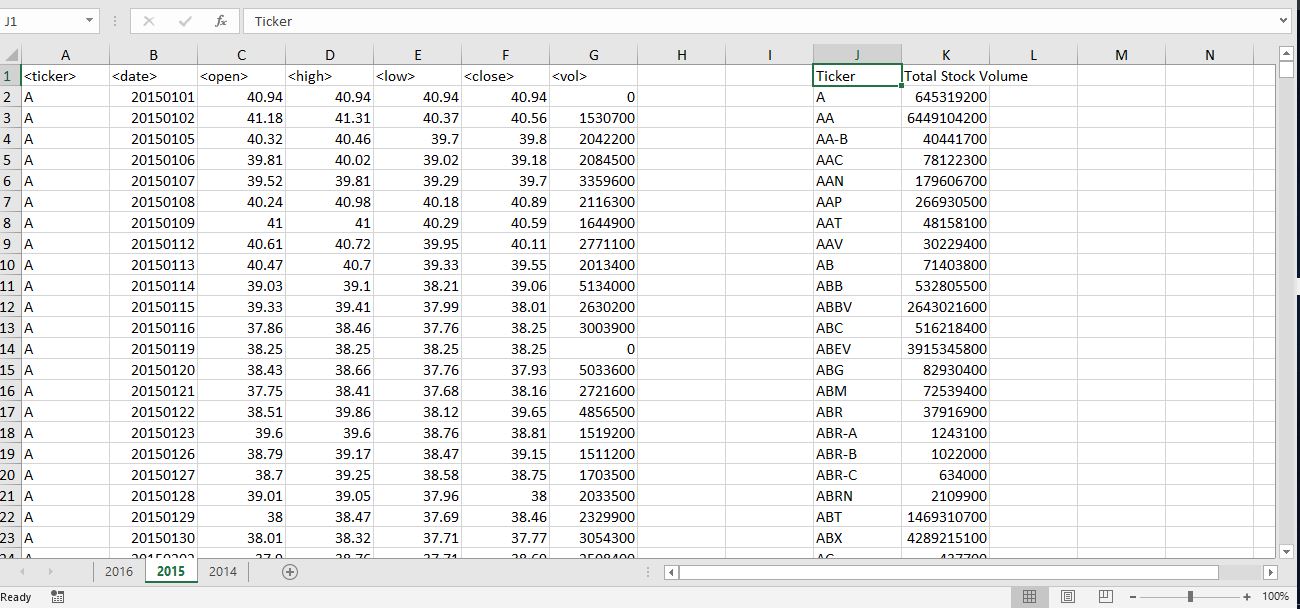 J1 fx Ticker
A B C D E F G H I J K L M N
1 <ticker> <date> <open> <high> <low> <close> <vol> Ticker Total Stock Volume
2 A 20150101 40.94 40.94 40.94 40.94 0 A 645319200
3 A 20150102 41.18 41.31 40.37 40.56 1530700 AA 6449104200
4 A 20150105 40.32 40.46 39.7 39.8 2042200 AA-B 40441700
5 A 20150106 39.81 40.02 39.02 39.18 2084500 AAC 78122300
6 A 20150107 39.52 39.81 39.29 39.7 3359600 AAN 179606700
7 A 20150108 40.24 40.98 40.18 40.89 2116300 AAP 266930500
8 A 20150109 41 41 40.29 40.59 1644900 AAT 48158100
9 A 20150112 40.61 40.72 39.95 40.11 2771100 AAV 30229400
10 A 20150113 40.47 40.7 39.33 39.55 2013400 AB 71403800
11 A 20150114 39.03 39.1 38.21 39.06 5134000 ABB 532805500
12 A 20150115 39.33 39.41 37.99 38.01 2630200 ABBV 2643021600
13 A 20150116 37.86 38.46 37.76 38.25 3003900 ABC 516218400
14 A 20150119 38.25 38.25 38.25 38.25 0 ABEV 3915345800
15 A 20150120 38.43 38.66 37.76 37.93 5033600 ABG 82930400
16 A 20150121 37.75 38.41 37.68 38.16 2721600 ABM 72539400
17 A 20150122 38.51 39.86 38.12 39.65 4856500 ABR 37916900
18 A 20150123 39.6 39.6 38.76 38.81 1519200 ABR-A 1243100
19 A 20150126 38.79 39.17 38.47 39.15 1511200 ABR-B 1022000
20 A 20150127 38.7 39.25 38.58 38.75 1703500 ABR-C 634000
21 A 20150128 39.01 39.05 37.96 38 2033500 ABRN 2109900
22 A 20150129 38 38.47 37.69 38.46 2329900 ABT 1469310700
23 A 20150130 38.01 38.32 37.71 37.77 3054300 ABX 4289215100
2016 2015 2014
Ready 100%